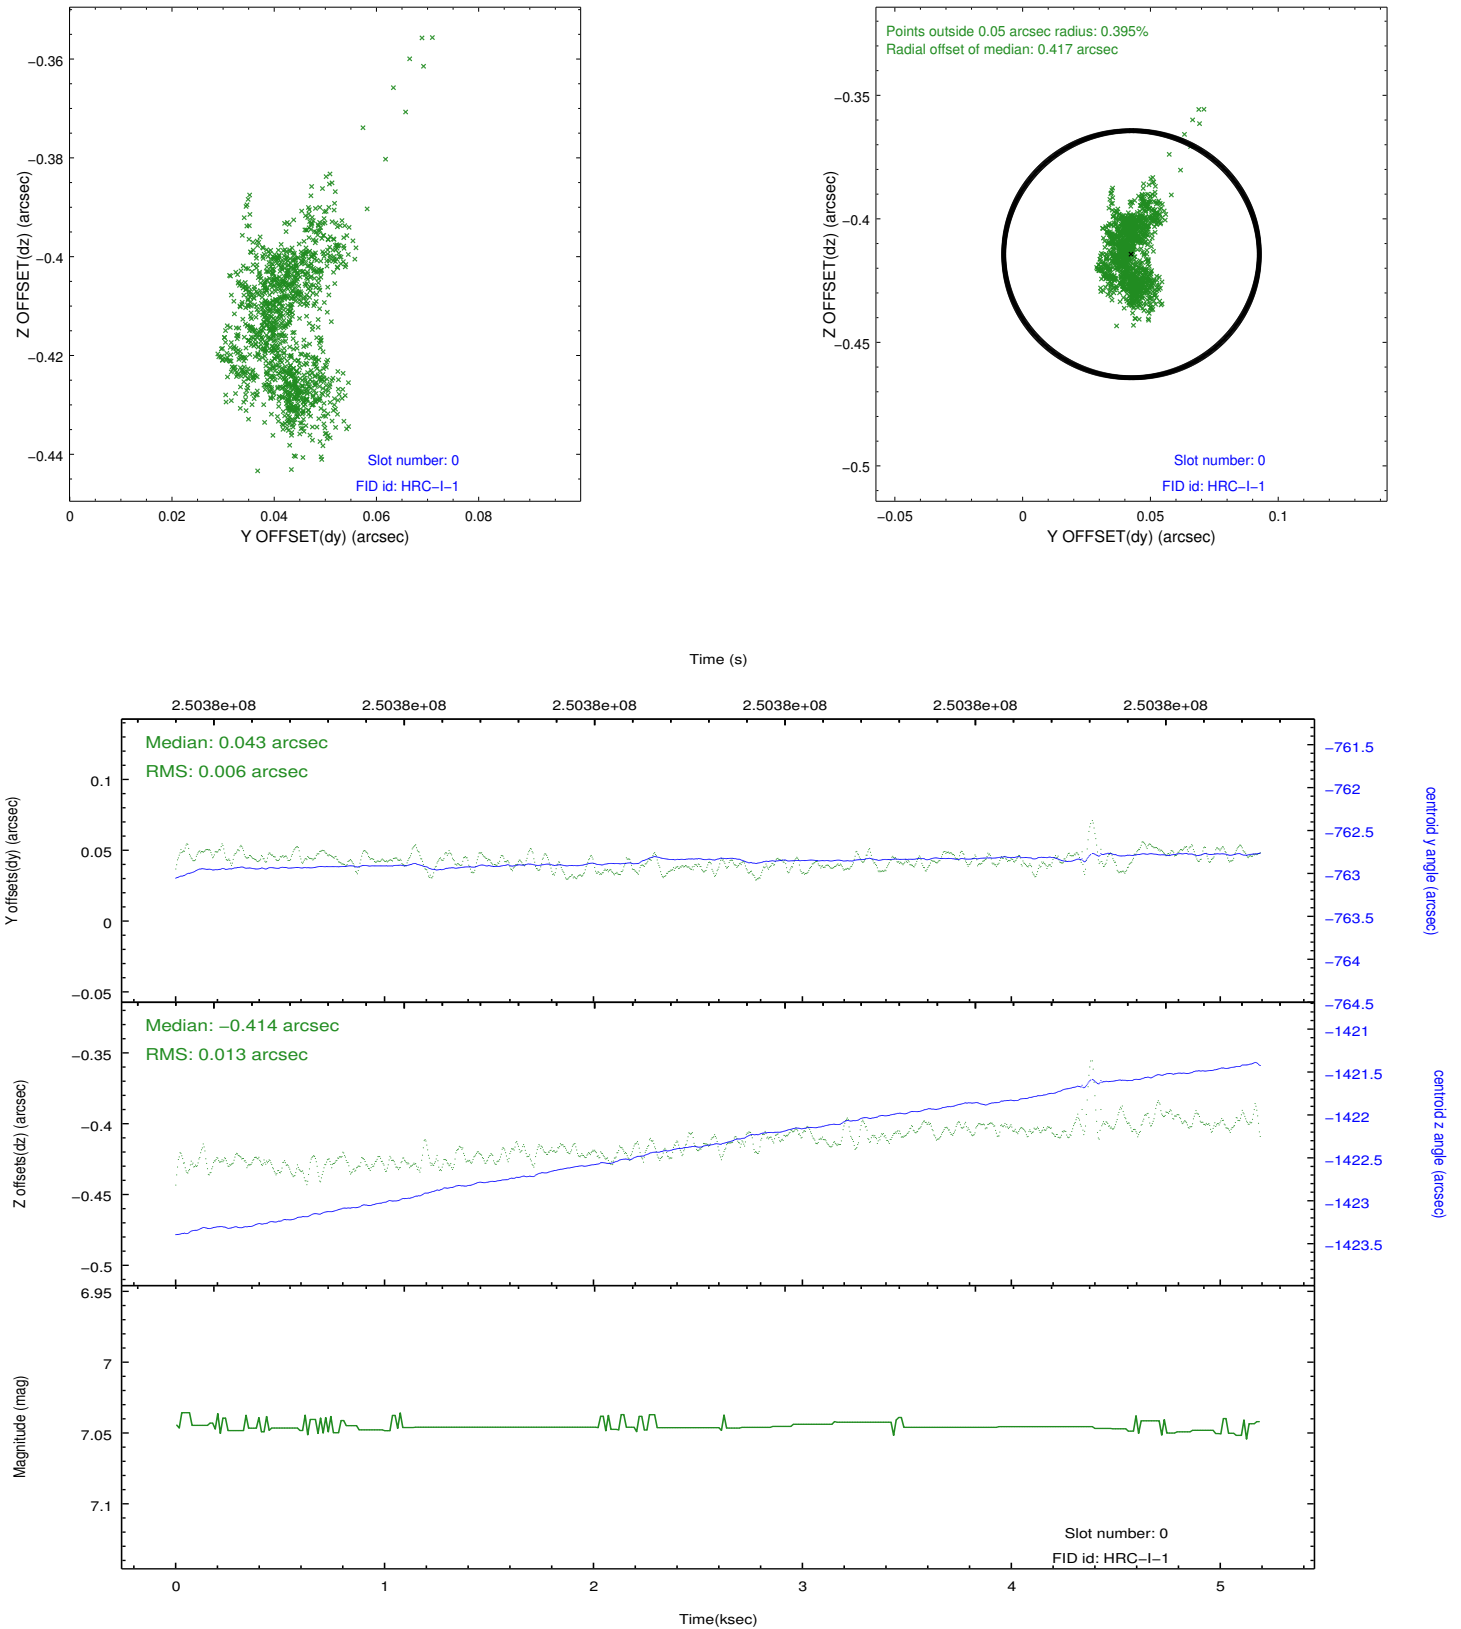 −0.36
−0.38
−0.4
−0.42
−0.44
Z OFFSET(dz) (arcsec)
Slot number: 0
FID id: HRC−I−1
0 0.02 0.04 0.06 0.08
Y OFFSET(dy) (arcsec)
Points outside 0.05 arcsec radius: 0.395%
Radial offset of median: 0.417 arcsec
−0.35
−0.4
−0.45
−0.5
Z OFFSET(dz) (arcsec)
Slot number: 0
FID id: HRC−I−1
−0.05 0 0.05 0.1
Y OFFSET(dy) (arcsec)
Time (s)
2.5038e+08 2.5038e+08 2.5038e+08 2.5038e+08 2.5038e+08 2.5038e+08
Median: 0.043 arcsec
RMS: 0.006 arcsec
0.1
0.05
0
−0.05
Y offsets(dy) (arcsec)
−761.5
−762
−762.5
−763
−763.5
−764
−764.5
centroid y angle (arcsec)
Median: −0.414 arcsec
RMS: 0.013 arcsec
−0.35
−0.4
−0.45
−0.5
Z offsets(dz) (arcsec)
−1421
−1421.5
−1422
−1422.5
−1423
−1423.5
centroid z angle (arcsec)
6.95
7
7.05
7.1
Magnitude (mag)
Slot number: 0
FID id: HRC−I−1
0 1 2 3 4 5
Time(ksec)